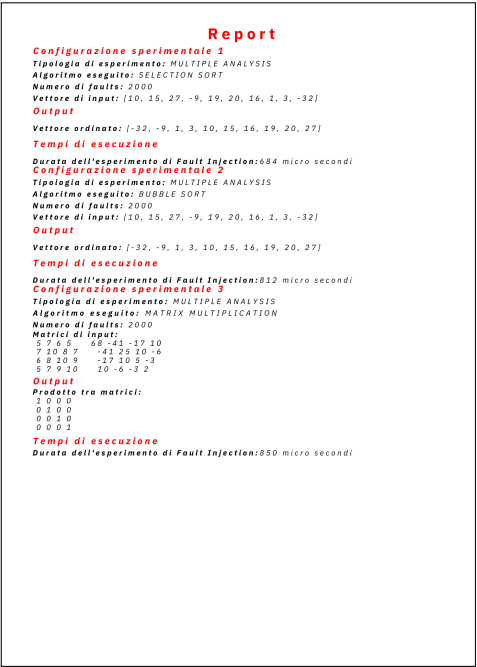 Report
Configurazione sperimentale 1
Tipologia di esperimento: MULTIPLE ANALYSIS
Algoritmo eseguito: SELECTION SORT
Numero di faults: 2000
Vettore di input: [10, 15, 27, -9, 19, 20, 16, 1, 3, -32]
Output
Vettore ordinato: [-32, -9, 1, 3, 10, 15, 16, 19, 20, 27]
Tempi di esecuzione
Durata dell'esperimento di Fault Injection:684 micro secondi
Configurazione sperimentale 2
Tipologia di esperimento: MULTIPLE ANALYSIS
Algoritmo eseguito: BUBBLE SORT
Numero di faults: 2000
Vettore di input: [10, 15, 27, -9, 19, 20, 16, 1, 3, -32]
Output
Vettore ordinato: [-32, -9, 1, 3, 10, 15, 16, 19, 20, 27]
Tempi di esecuzione
Durata dell'esperimento di Fault Injection:812 micro secondi
Configurazione sperimentale 3
Tipologia di esperimento: MULTIPLE ANALYSIS
Algoritmo eseguito: MATRIX MULTIPLICATION
Numero di faults: 2000
Matrici di input:
5 7 6 5 68 -41 -17 10
7 10 8 7 -41 25 10 -6
6 8 10 9 -17 10 5 -3
5 7 9 10 10 -6 -3 2
Output
Prodotto tra matrici:
1 0 0 0
0 1 0 0
0 0 1 0
0 0 0 1
Tempi di esecuzione
Durata dell'esperimento di Fault Injection:850 micro secondi